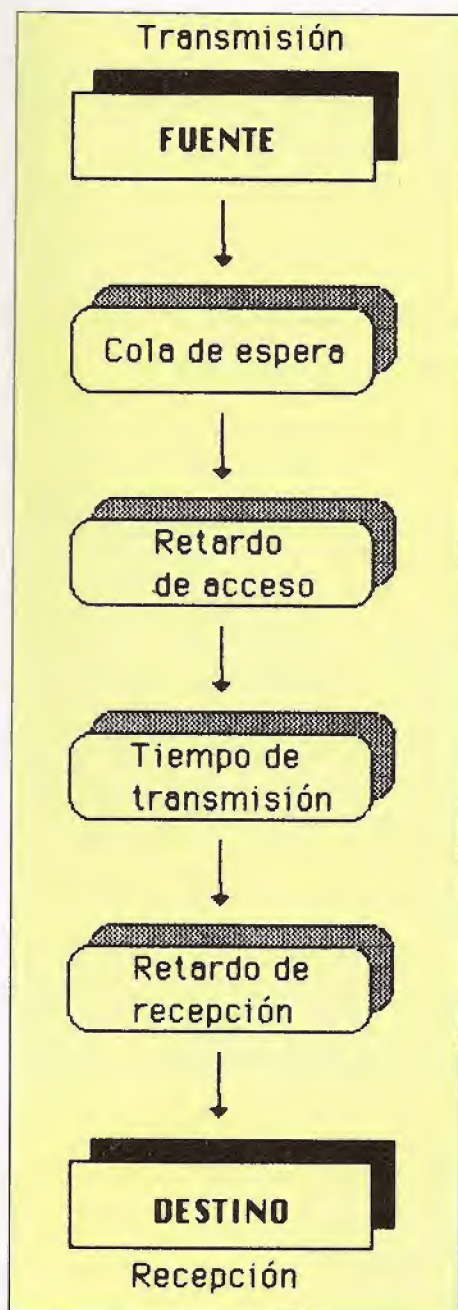 Transmisión
FUENTE
Cola de espera
Retardo
de acceso
Tiempo de
transmisión
Retardo de
recepción
DESTINO
Recepción